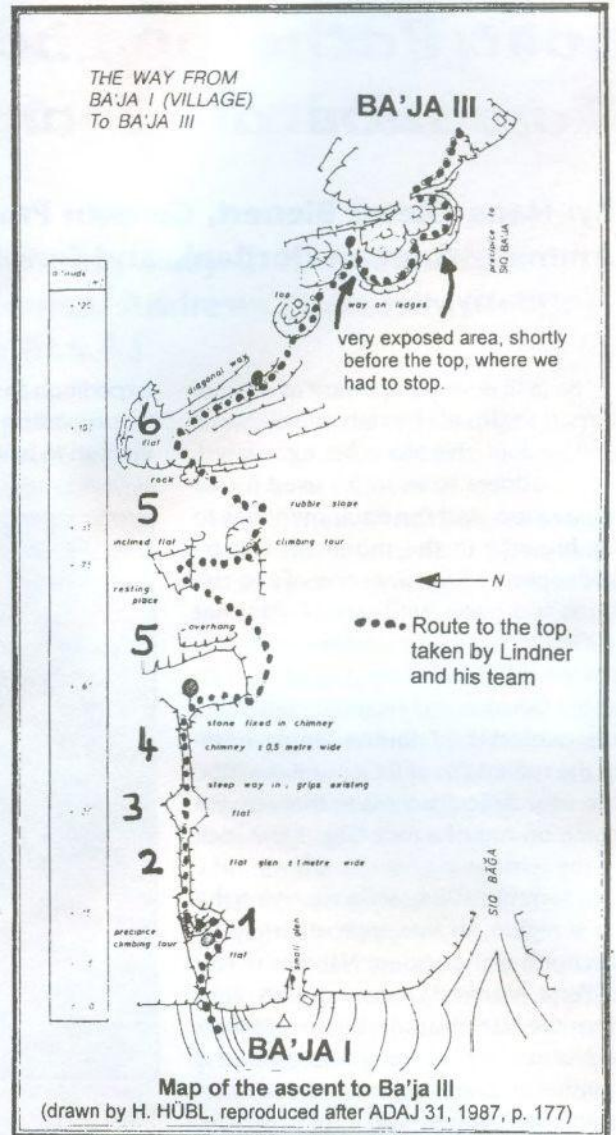 THE WAY FROM
BA'JA I (VILLAGE)
To BA'JA III
BA'JA III
precipice
SIQ BA'JA
way on ledges
top
very exposed area, shortly
before the top, where we
had to stop.
diagonal way
6
flat
rock
5
rubble slope
inclined flat
climbing tour
resting
place
N
5
overhang
Route to the top,
taken by Lindner
and his team
stone fixed in chimney
4
chimney ± 0,5 metre wide
steep way in, grips existing
3
flat
2
flat glen ± 1 metre wide
1
precipice
climbing tour
flat
small glen
SIQ BAĞA
0
BA'JA I
Map of the ascent to Ba'ja III
(drawn by H. HÜBL, reproduced after ADAJ 31, 1987, p. 177)